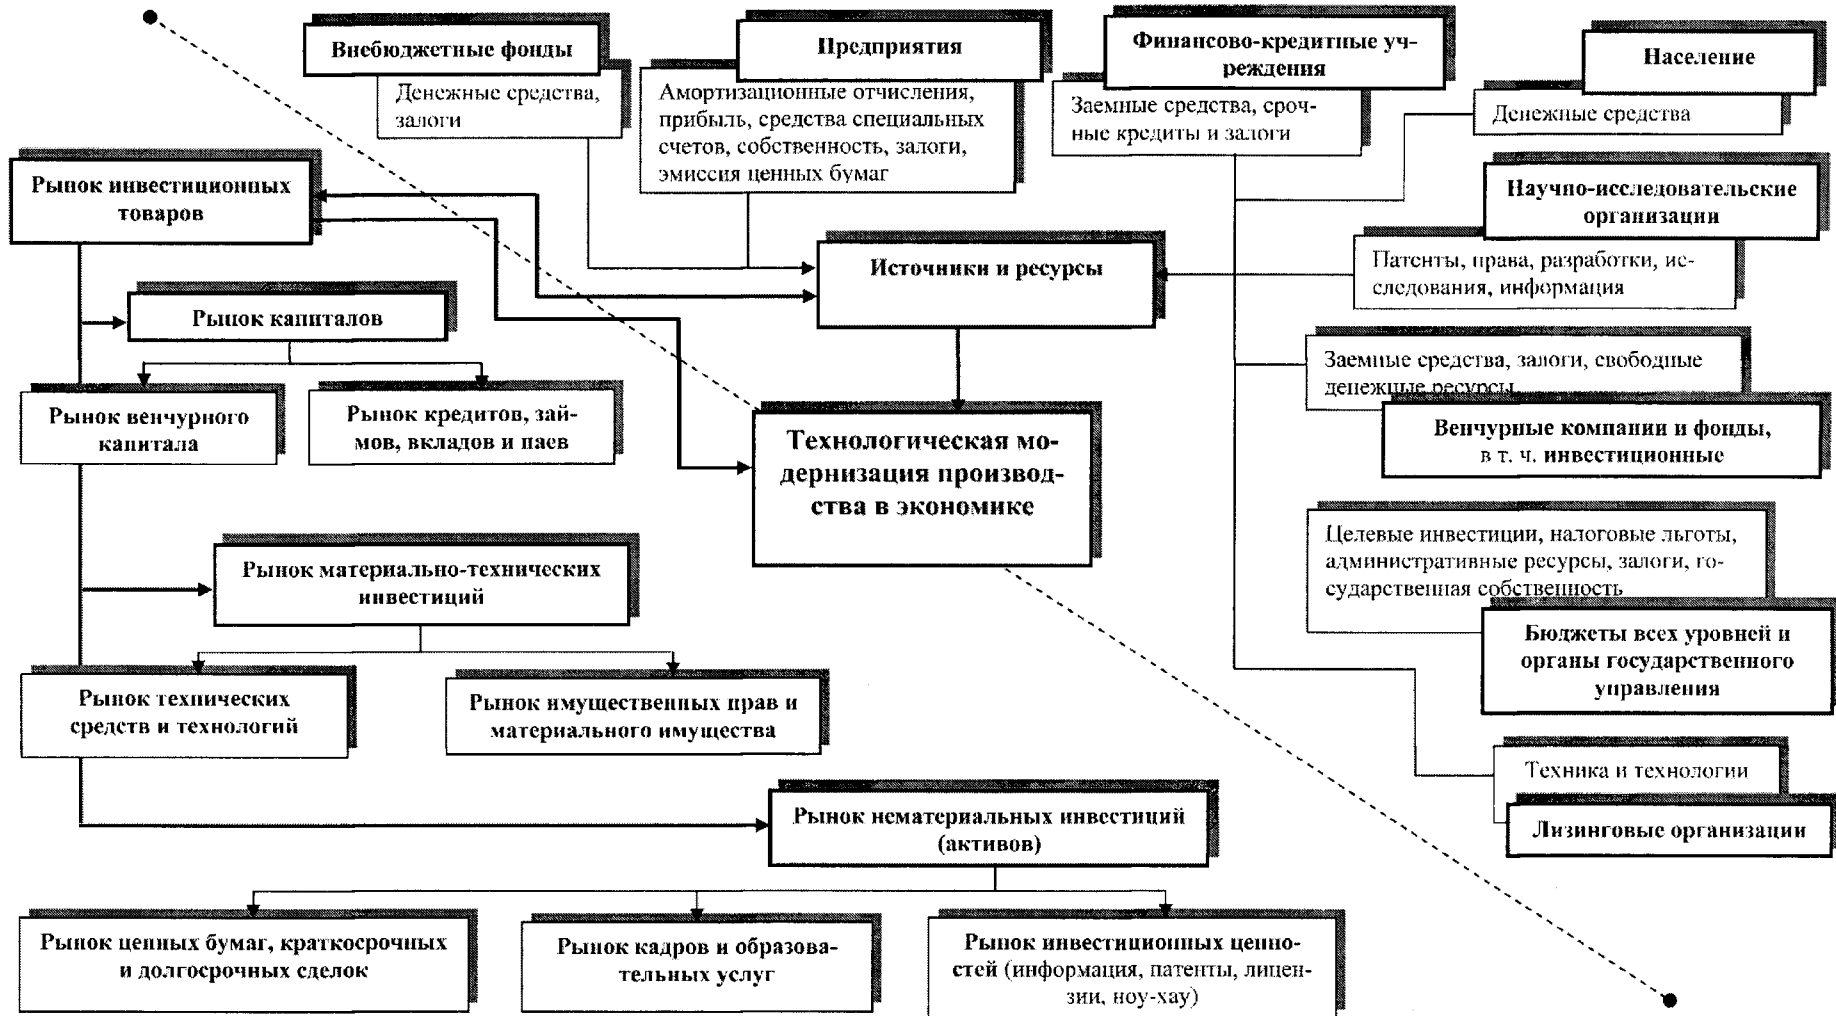 Внебюджетные фонды
Денежные средства,
залоги
Предприятия
Амортизационные отчисления,
прибыль, средства специальных
счетов, собственность, залоги,
эмиссия ценных бумаг
Финансово-кредитные уч-
реждения
Заемные средства, сроч-
ные кредиты и залоги
Население
Денежные средства
Рынок инвестиционных
товаров
Научно-исследовательские
организации
Патенты, права, разработки, ис-
следования, информация
Источники и ресурсы
Рынок капиталов
Рынок венчурного
капитала
Рынок кредитов, зай-
мов, вкладов и паев
Заемные средства, залоги, свободные
денежные ресурсы
Венчурные компании и фонды,
в т. ч. инвестиционные
Технологическая мо-
дернизация производ-
ства в экономике
Целевые инвестиции, налоговые льготы,
административные ресурсы, залоги, го-
сударственная собственность
Бюджеты всех уровней и
органы государственного
управления
Рынок материально-технических
инвестиций
Рынок технических
средств и технологий
Рынок имущественных прав и
материального имущества
Техника и технологии
Лизинговые организации
Рынок нематериальных инвестиций
(активов)
Рынок ценных бумаг, краткосрочных
и долгосрочных сделок
Рынок кадров и образова-
тельных услуг
Рынок инвестиционных ценно-
стей (информация, патенты, лицен-
зии, ноу-хау)